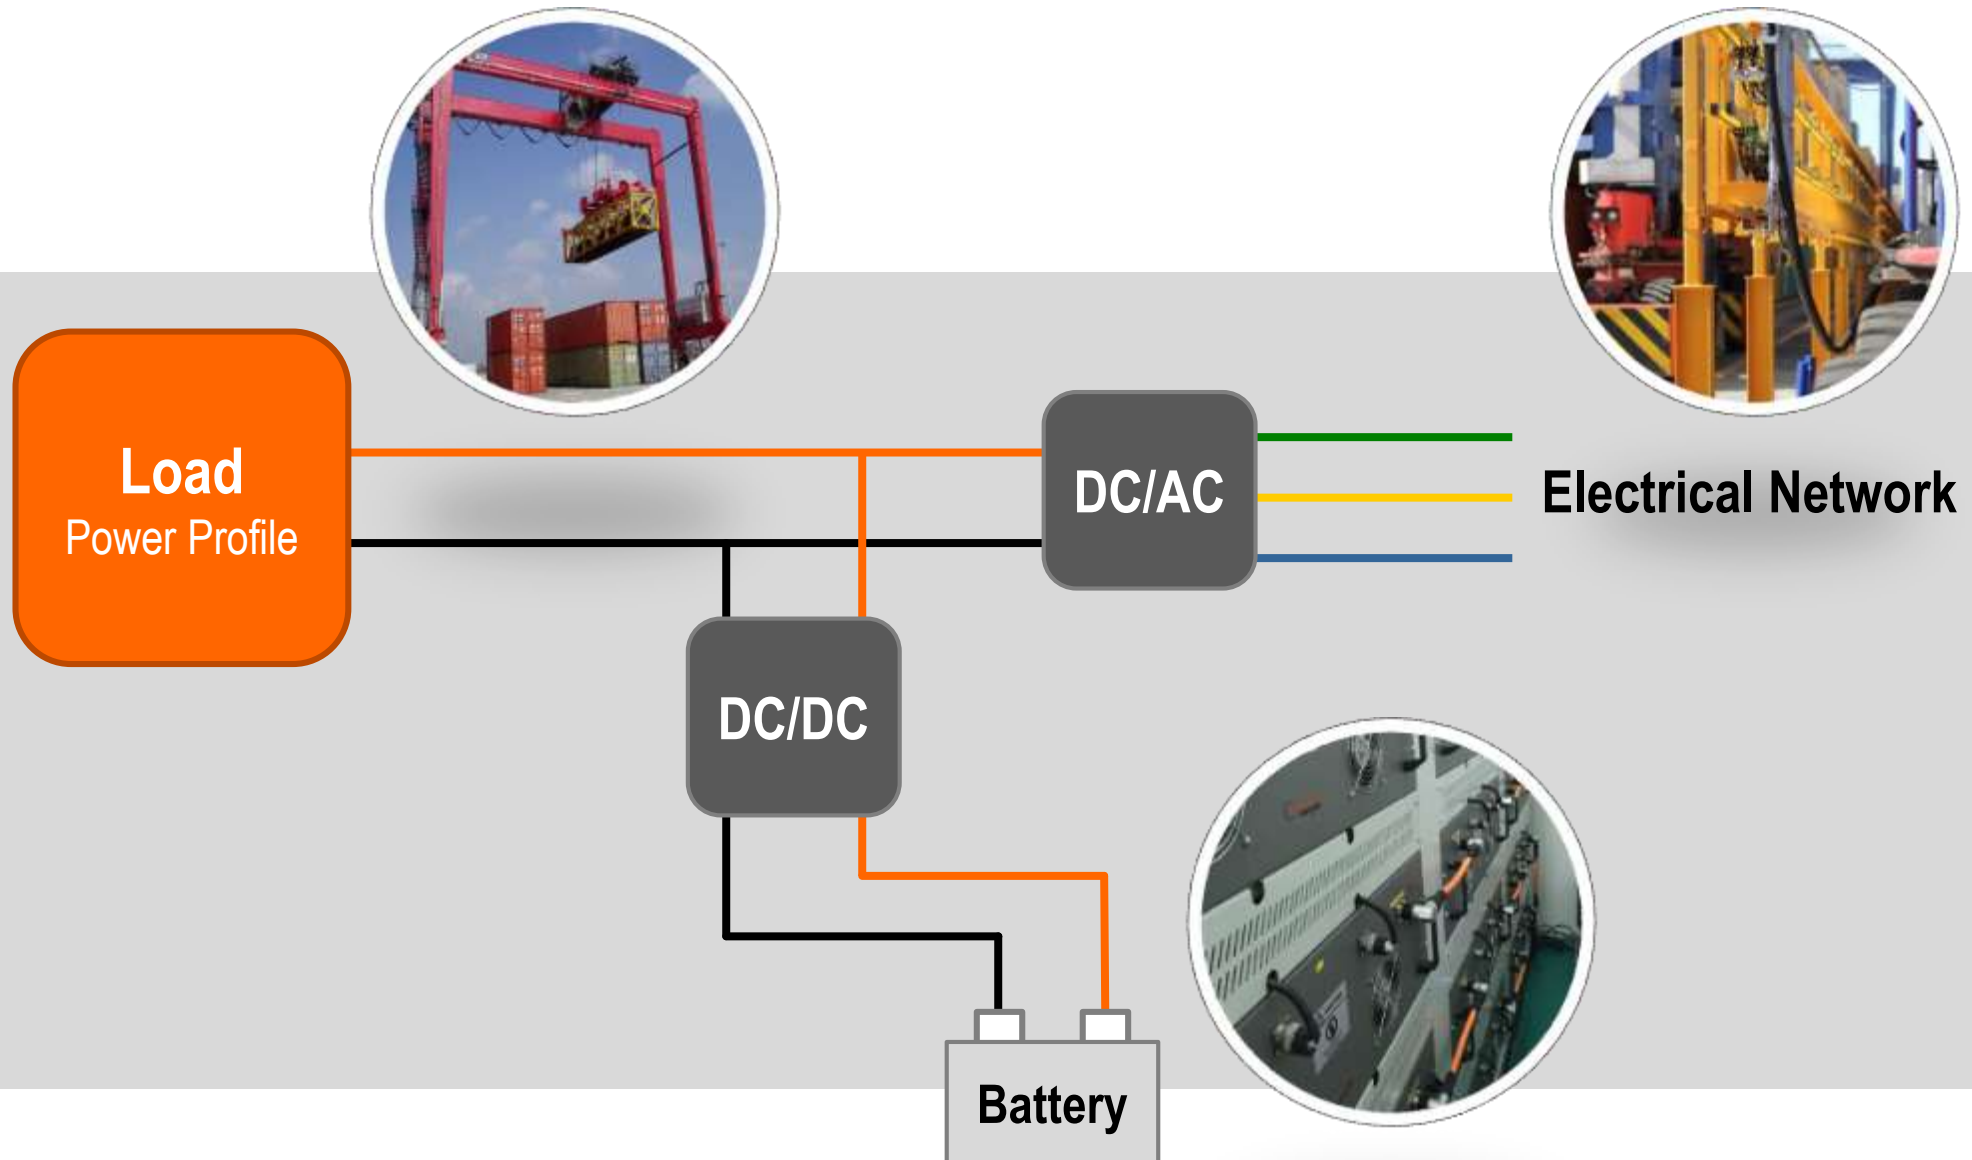 Load
Power Profile
DC/AC
Electrical Network
DC/DC
Battery